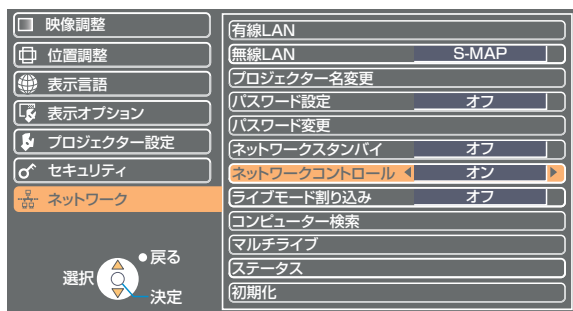 映像調整
位置調整
表示言語
表示オプション
プロジェクター設定
セキュリティ
ネットワーク
戻る
選択
決定
有線LAN
無線LAN S-MAP
プロジェクター名変更
パスワード設定 オフ
パスワード変更
ネットワークスタンバイ オフ
ネットワークコントロール オン
ライブモード割り込み オフ
コンピューター検索
マルチライブ
ステータス
初期化